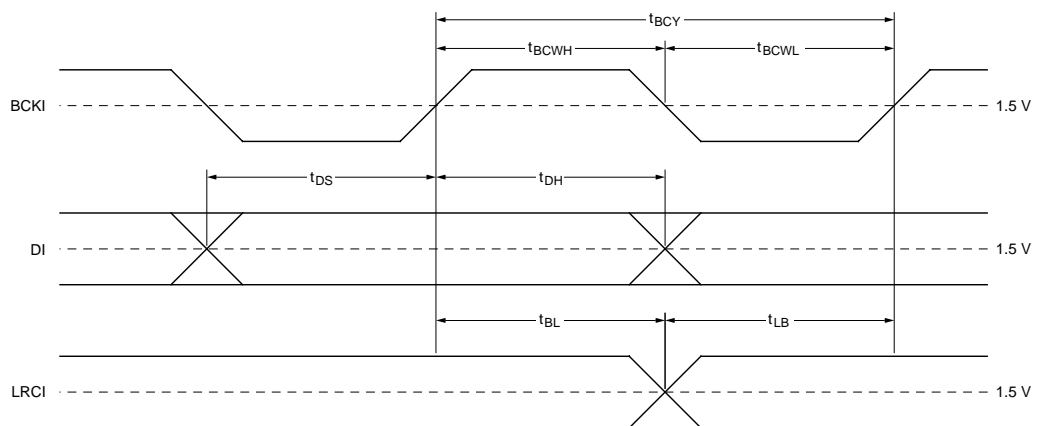 tBCY
tBCWH tBCWL
BCKI 1.5 V
tDS tDH
DI 1.5 V
tBL tLB
LRCI 1.5 V